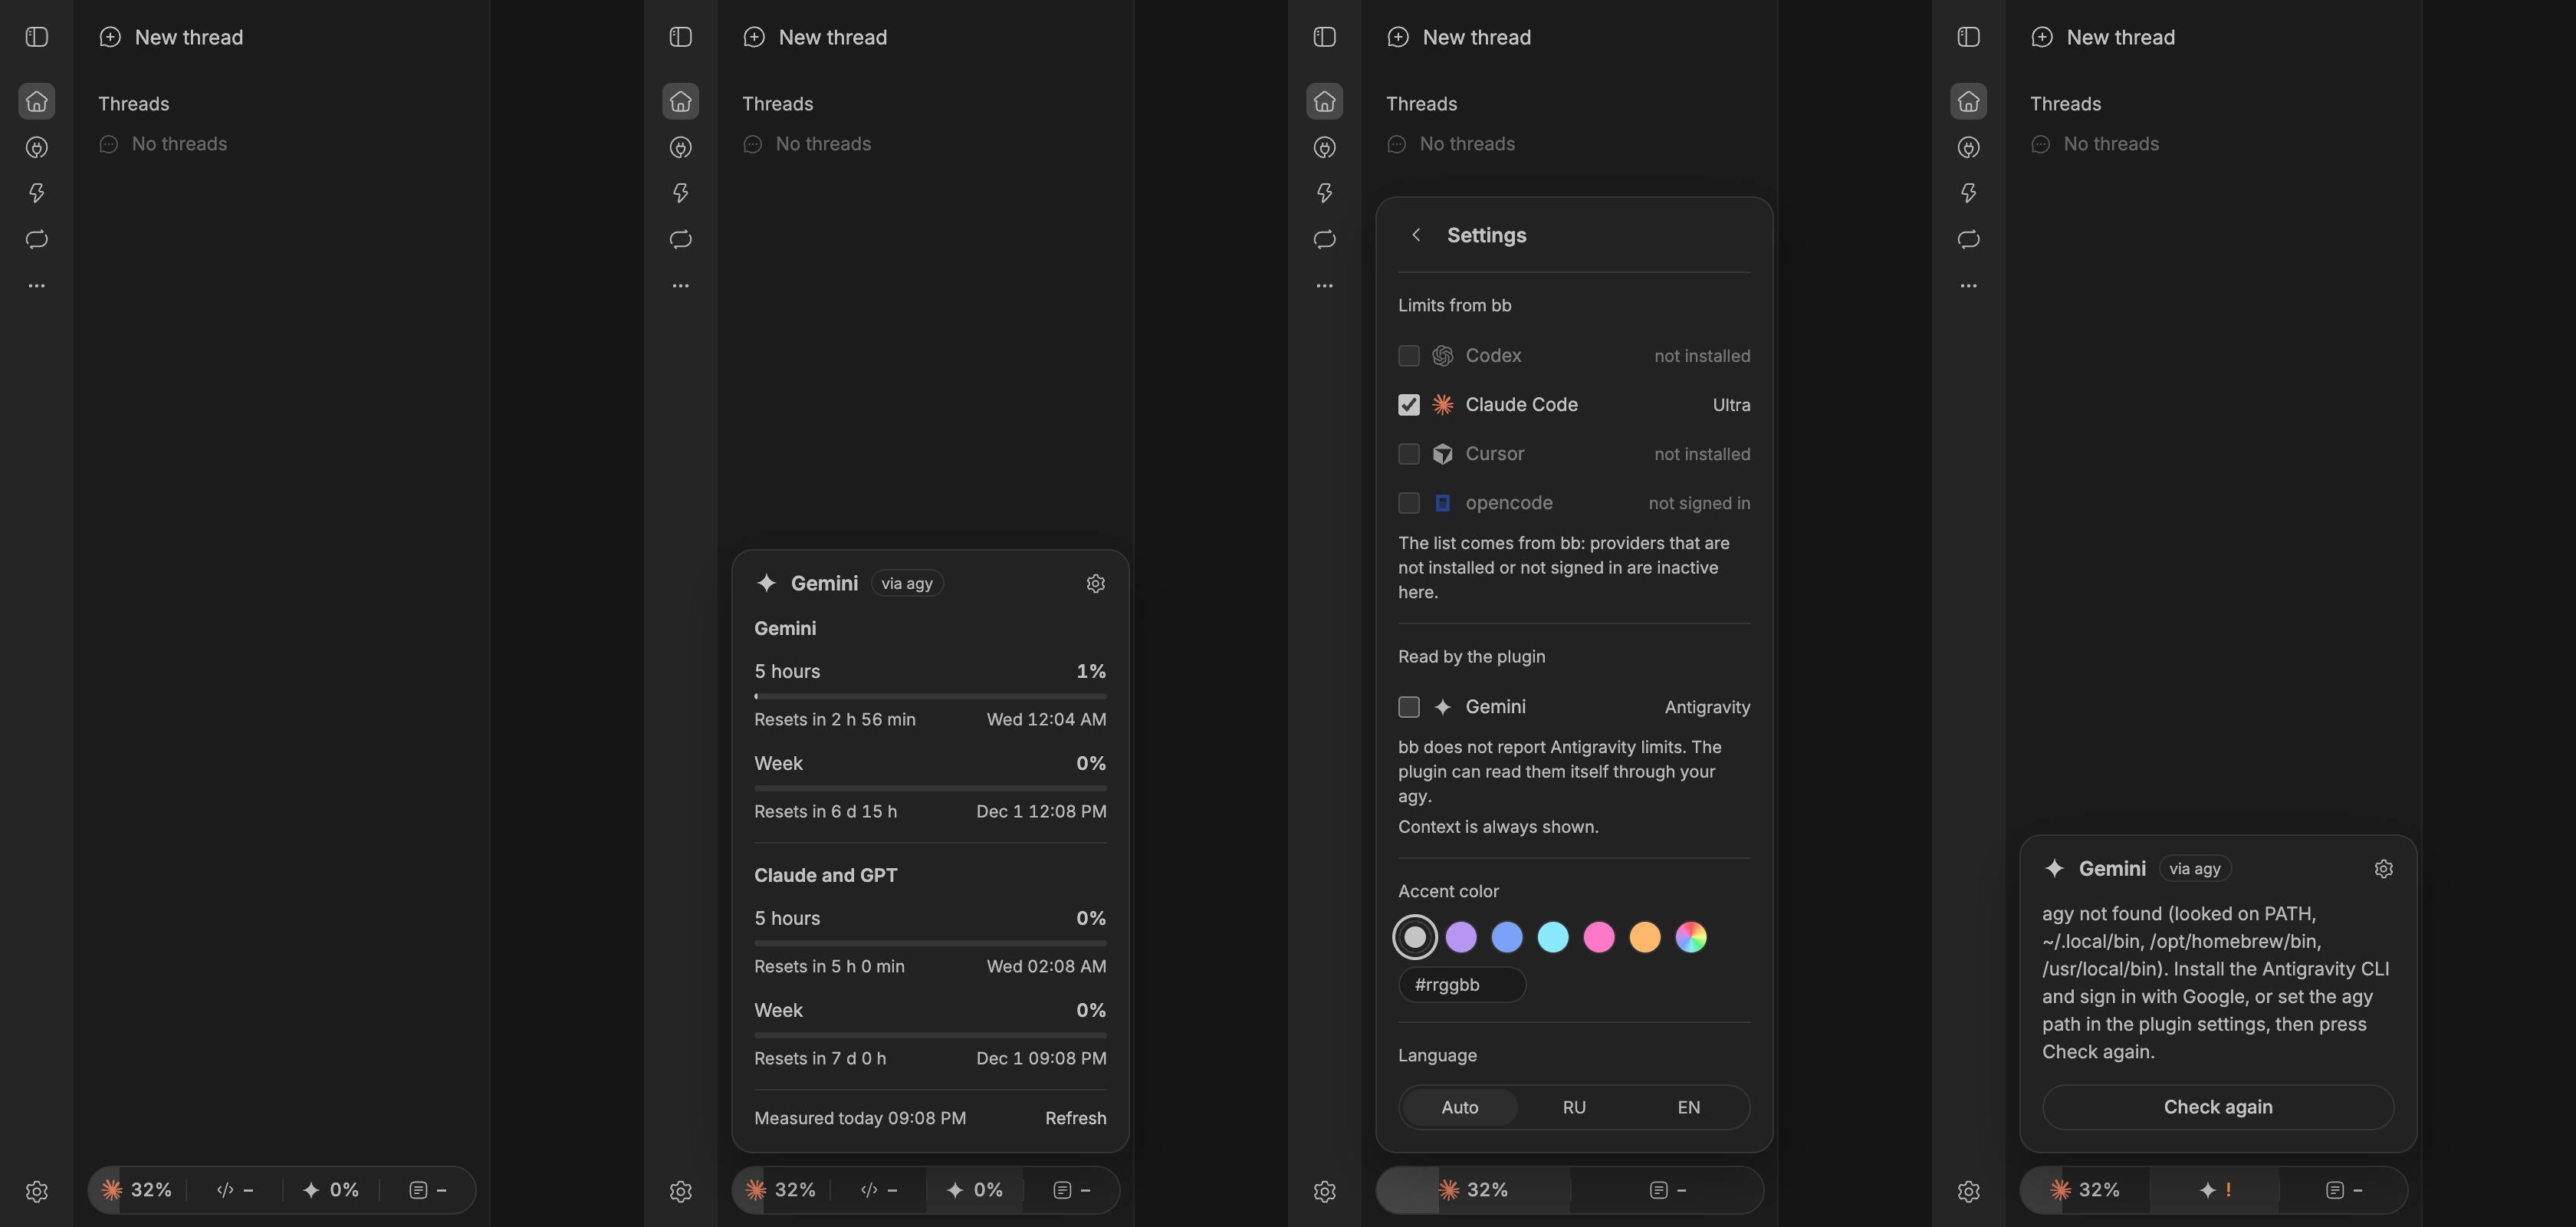 New thread
Threads
No threads
32% </> – 0% –
New thread
Threads
No threads
Gemini via agy
Gemini
5 hours 1%
Resets in 2 h 56 min Wed 12:04 AM
Week 0%
Resets in 6 d 15 h Dec 1 12:08 PM
Claude and GPT
5 hours 0%
Resets in 5 h 0 min Wed 02:08 AM
Week 0%
Resets in 7 d 0 h Dec 1 09:08 PM
Measured today 09:08 PM Refresh
32% </> – 0% –
New thread
Threads
No threads
Settings
Limits from bb
Codex not installed
Claude Code Ultra
Cursor not installed
opencode not signed in
The list comes from bb: providers that are
not installed or not signed in are inactive
here.
Read by the plugin
Gemini Antigravity
bb does not report Antigravity limits. The
plugin can read them itself through your
agy.
Context is always shown.
Accent color
#rrggbb
Language
Auto RU EN
32% –
New thread
Threads
No threads
Gemini via agy
agy not found (looked on PATH,
~/.local/bin, /opt/homebrew/bin,
/usr/local/bin). Install the Antigravity CLI
and sign in with Google, or set the agy
path in the plugin settings, then press
Check again.
Check again
32% ! –